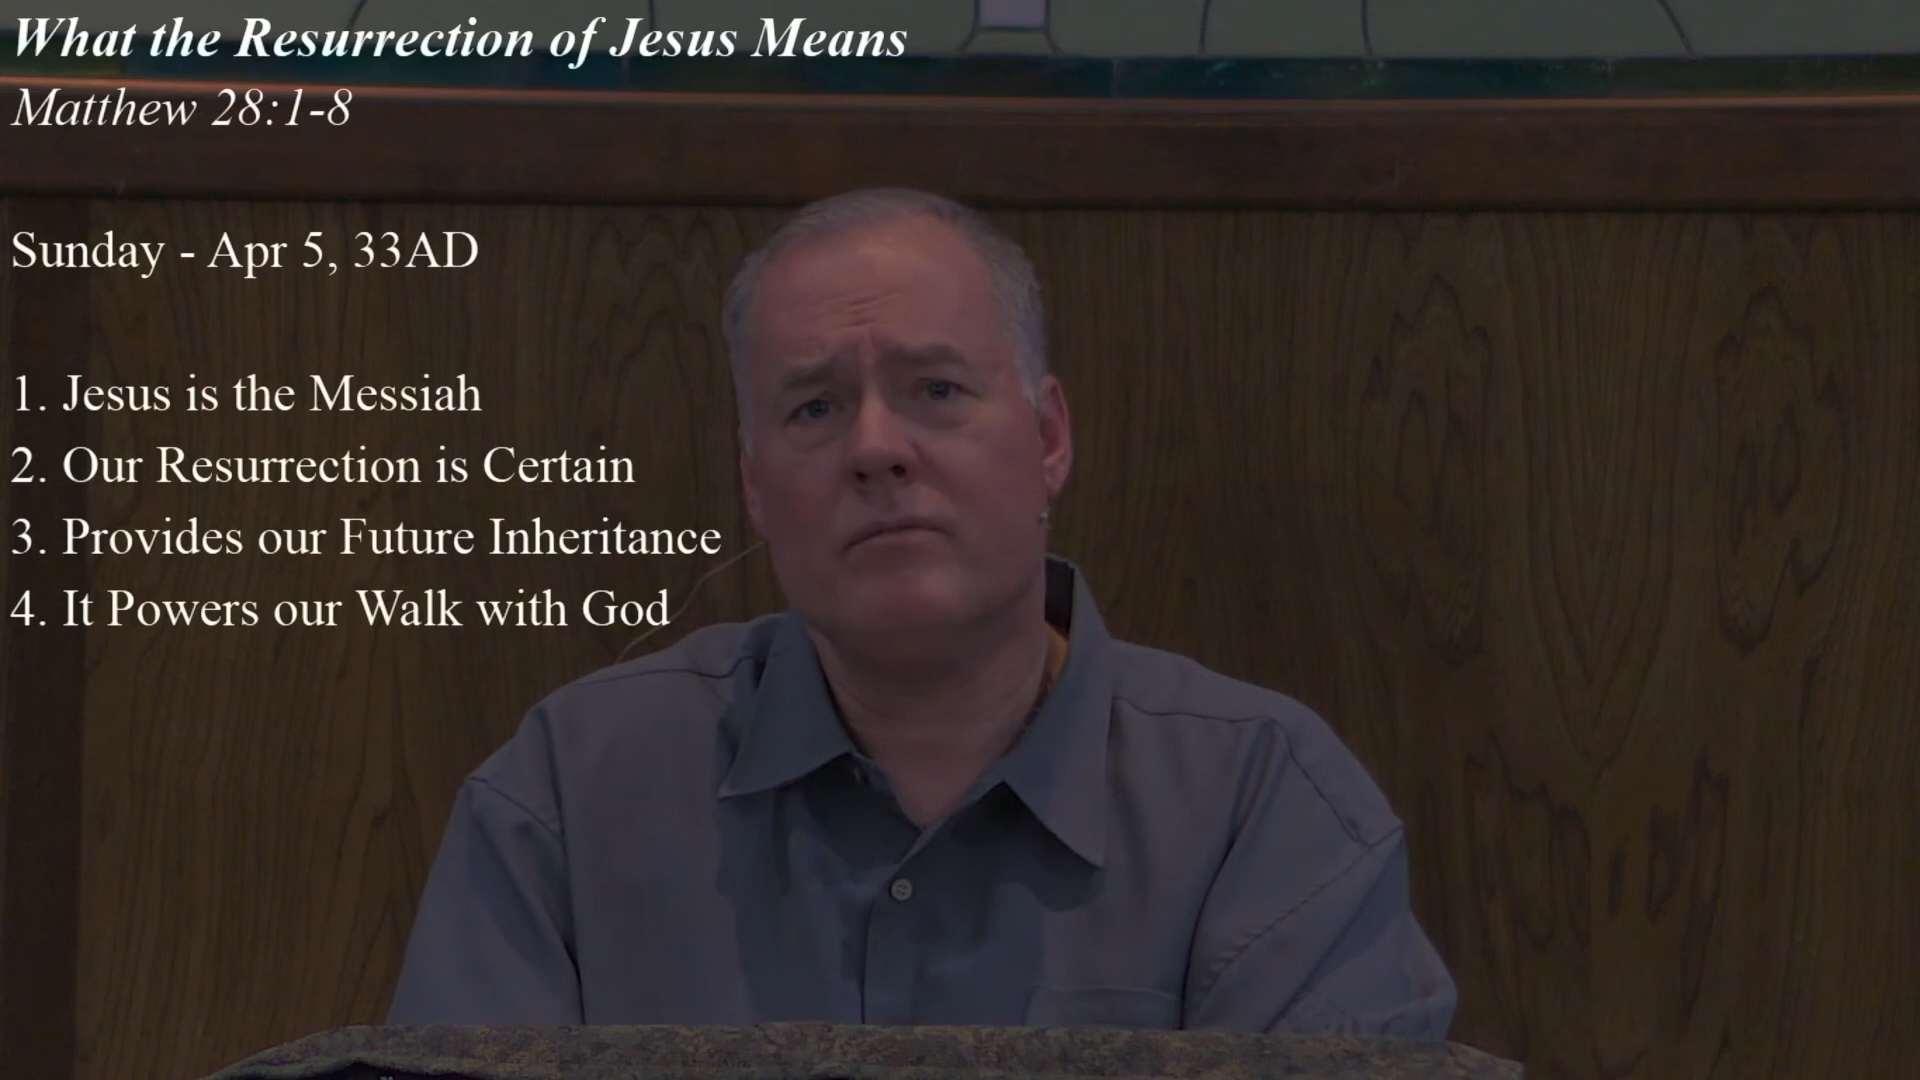 What the Resurrection of Jesus Means
Matthew 28:1-8
Sunday - Apr 5, 33AD
1. Jesus is the Messiah
2. Our Resurrection is Certain
3. Provides our Future Inheritance
4. It Powers our Walk with God